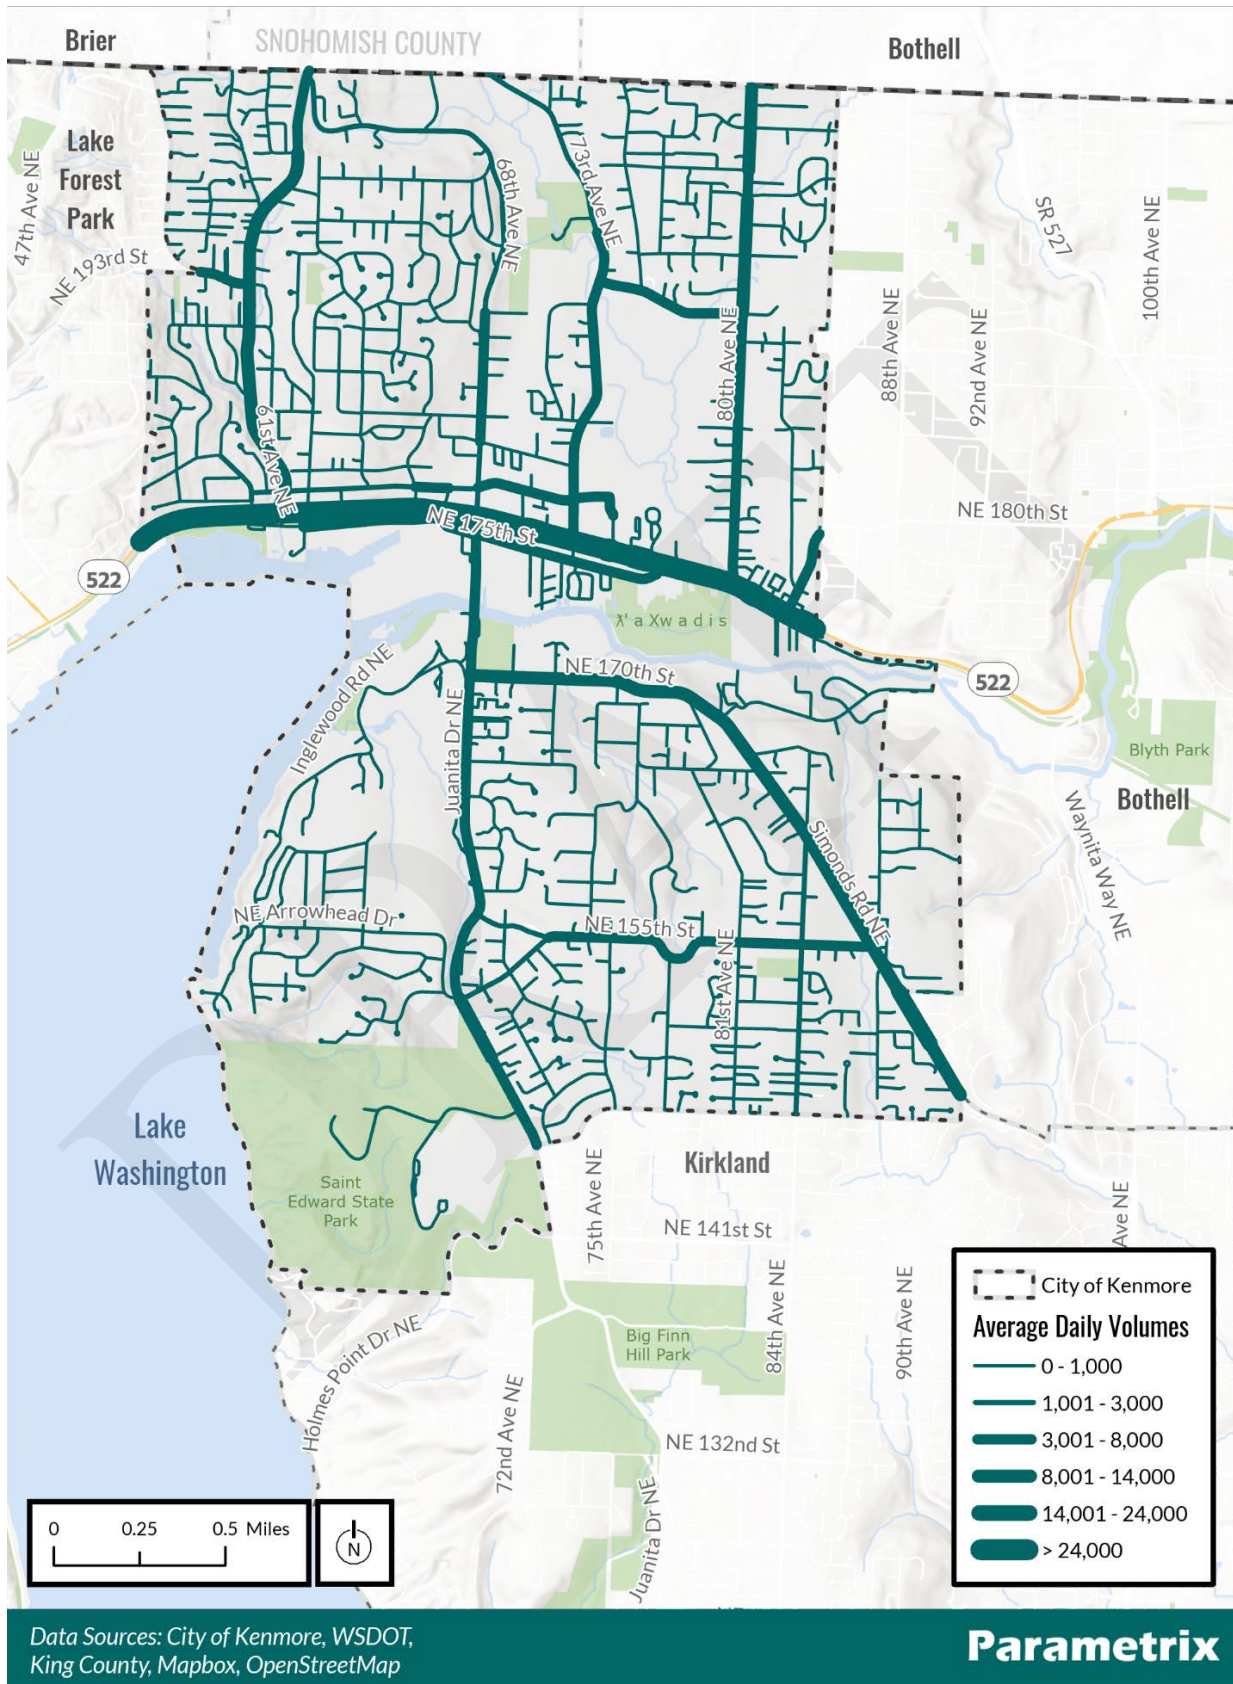 Brier
SNOHOMISH COUNTY
Bothell
Lake
Forest
Park
47th Ave NE
NE 193rd St
68th Ave NE
73rd Ave NE
SR 527
100th Ave NE
80th Ave NE
88th Ave NE
92nd Ave NE
61st Ave NE
NE 175th St
NE 180th St
522
ƛ' a Xw a d i s
522
NE 170th St
Inglewood Rd NE
Juanita Dr NE
Blyth Park
Bothell
Simonds Rd NE
Waynita Way NE
NE Arrowhead Dr
NE 155th St
81st Ave NE
DRAFT
Lake
Washington
Saint
Edward State
Park
Kirkland
75th Ave NE
NE 141st St
Ave NE
84th Ave NE
90th Ave NE
Big Finn
Hill Park
Holmes Point Dr NE
72nd Ave NE
NE 132nd St
Juanita Dr NE
City of Kenmore
Average Daily Volumes
0 - 1,000
1,001 - 3,000
3,001 - 8,000
8,001 - 14,000
14,001 - 24,000
> 24,000
0 0.25 0.5 Miles
N
Data Sources: City of Kenmore, WSDOT,
King County, Mapbox, OpenStreetMap
Parametrix